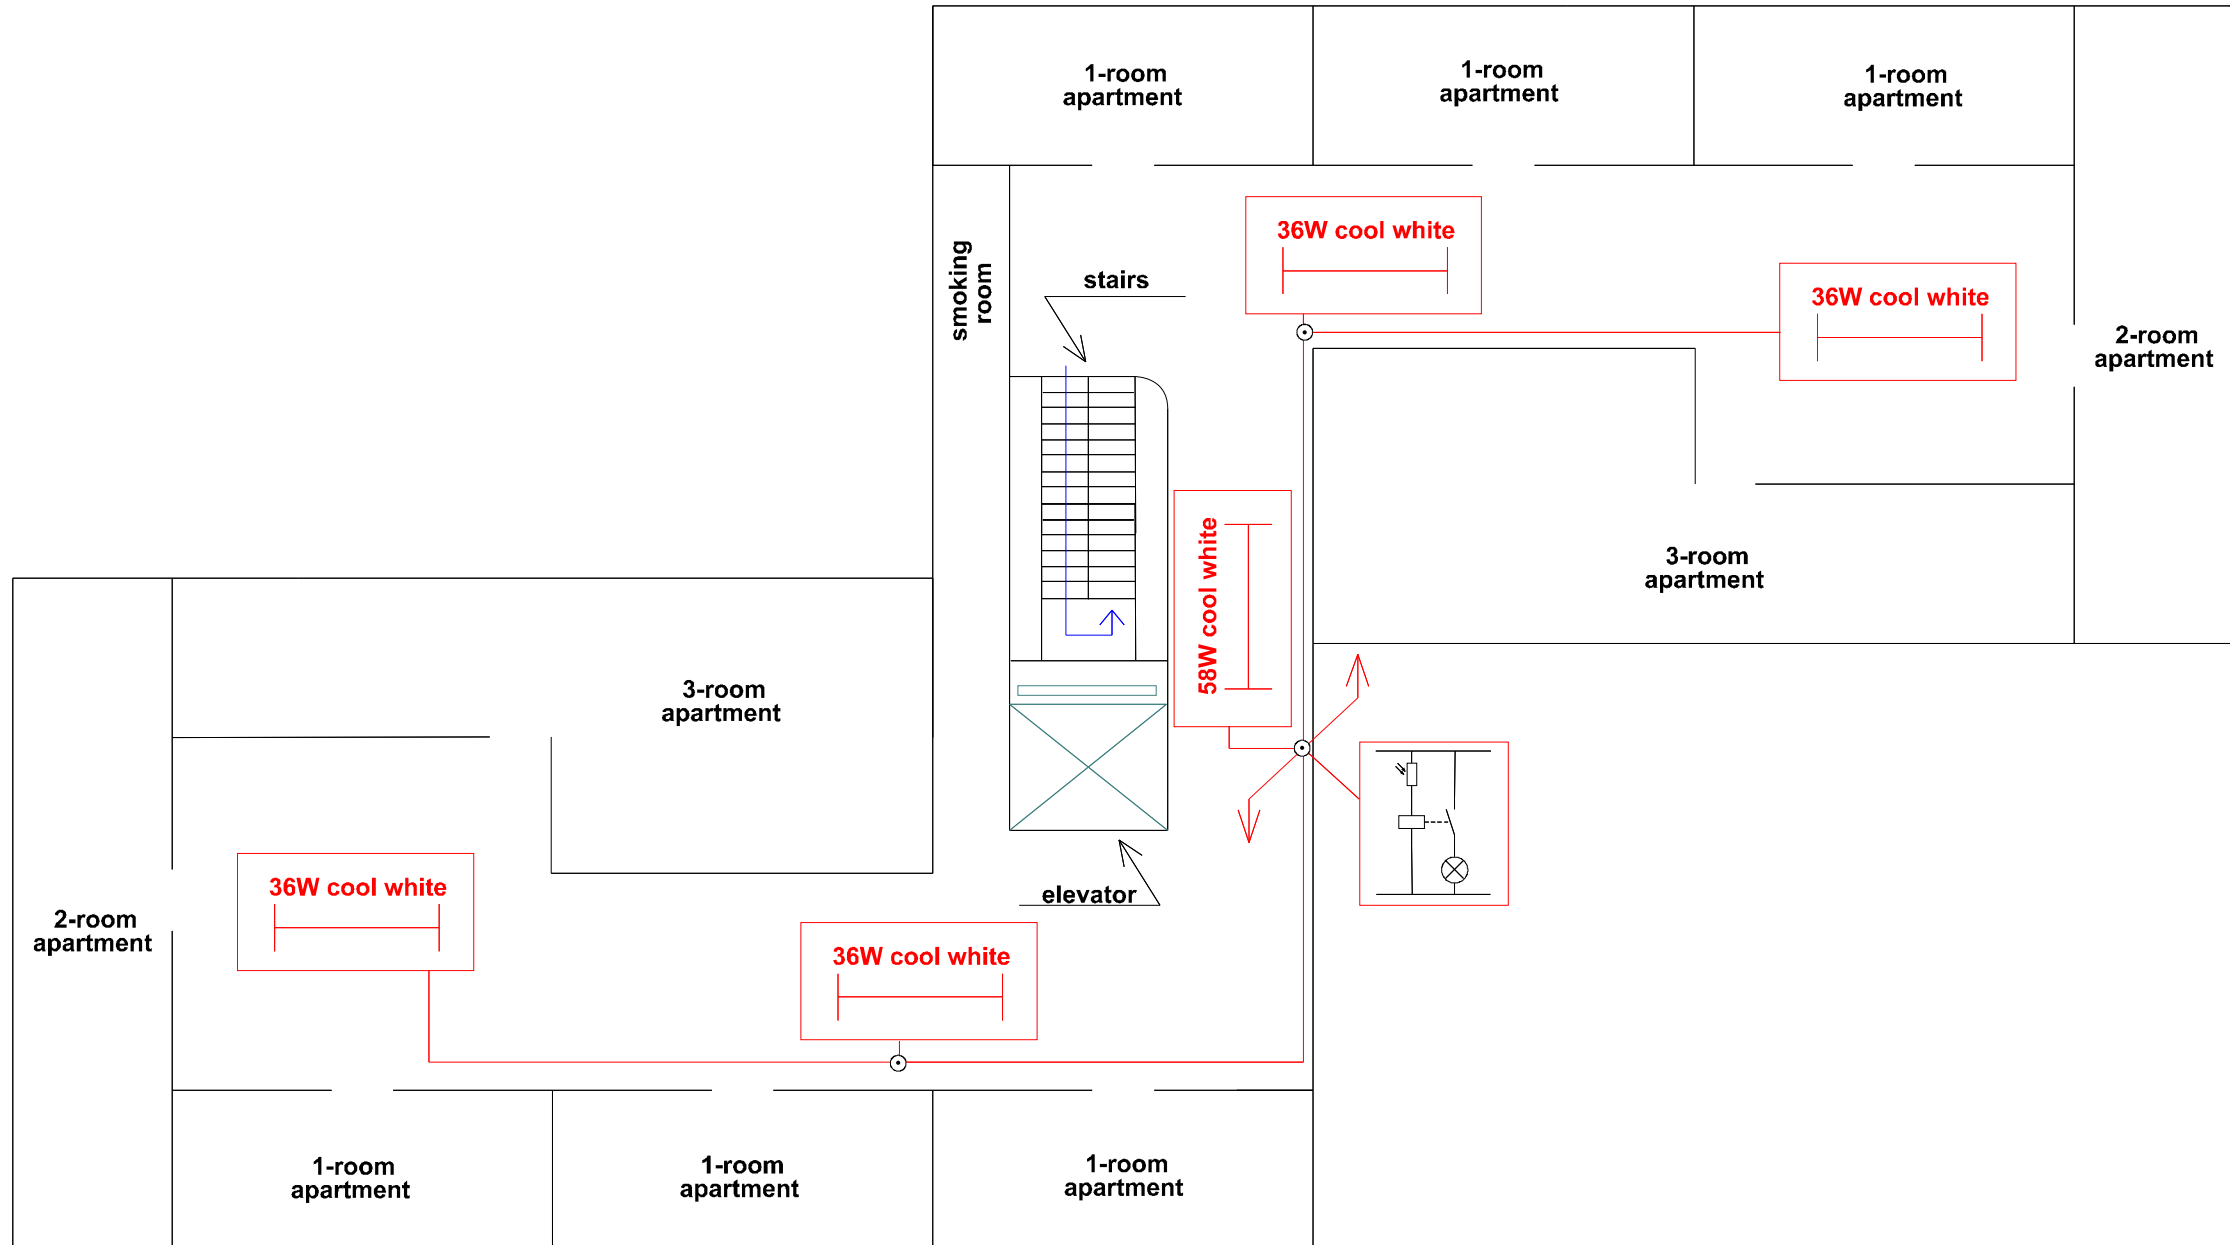 1-room
apartment
1-room
apartment
1-room
apartment
36W cool white
smoking
room
stairs
36W cool white
2-room
apartment
58W cool white
3-room
apartment
3-room
apartment
36W cool white
elevator
2-room
apartment
36W cool white
1-room
apartment
1-room
apartment
1-room
apartment